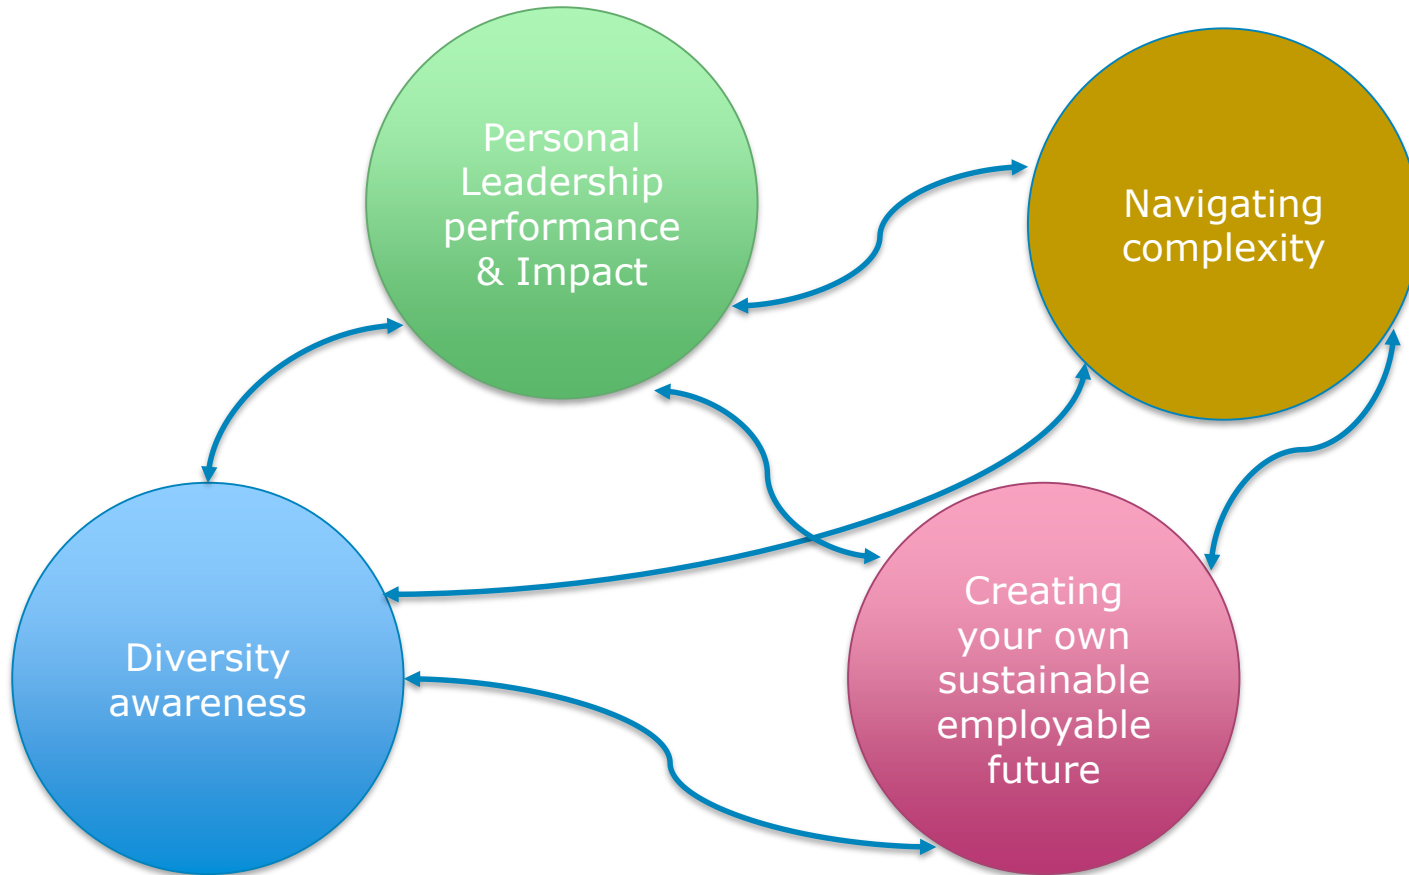 Personal
Leadership
performance
& Impact
Navigating
complexity
Diversity
awareness
Creating
your own
sustainable
employable
future